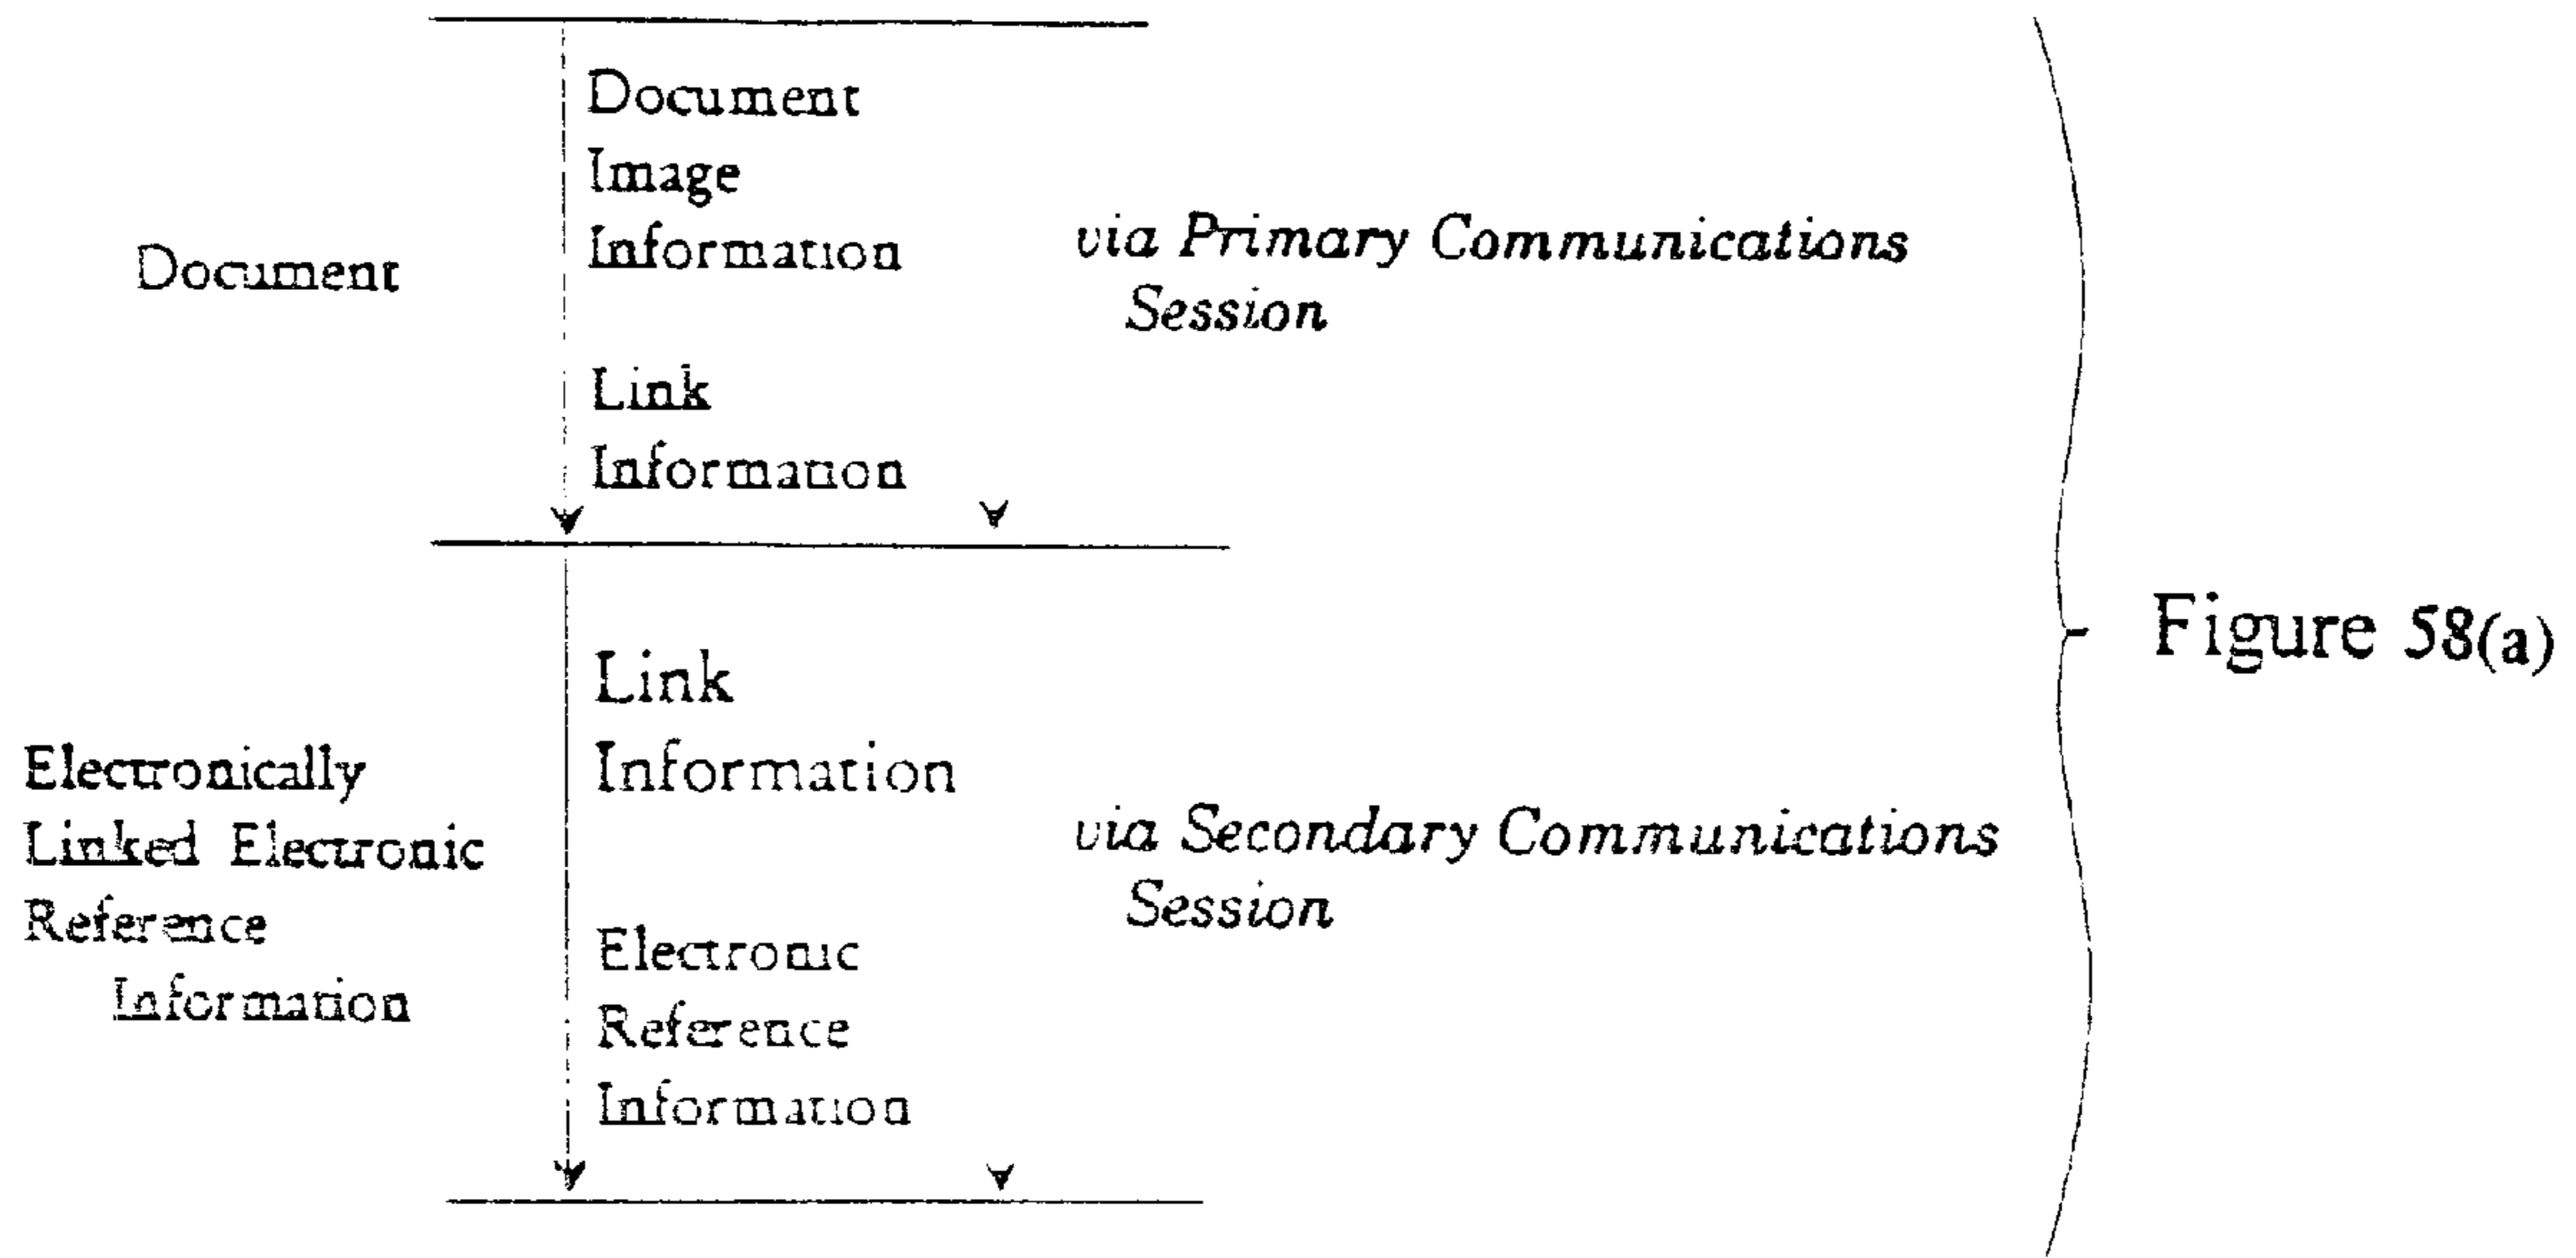 Document
Image
Information
Document
via Primary Communications
Session
Link
Information
Link
Information
Electronically
Linked Electronic
Reference
Information
via Secondary Communications
Session
Electronic
Reference
Information
Figure 58(a)